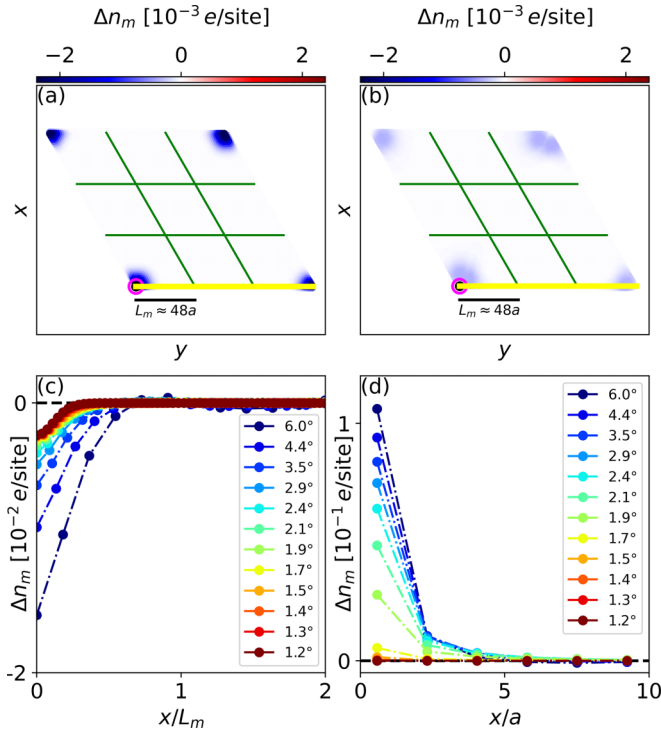 Δn_m [10⁻³ e/site]
Δn_m [10⁻³ e/site]
−2 0 2
−2 0 2
(a)
(b)
x
x
L_m ≈ 48a
L_m ≈ 48a
y
y
(c)
(d)
Δn_m [10⁻² e/site]
0
-2
6.0°
4.4°
3.5°
2.9°
2.4°
2.1°
1.9°
1.7°
1.5°
1.4°
1.3°
1.2°
0 1 2
x/L_m
Δn_m [10⁻¹ e/site]
1
0
6.0°
4.4°
3.5°
2.9°
2.4°
2.1°
1.9°
1.7°
1.5°
1.4°
1.3°
1.2°
0 5 10
x/a